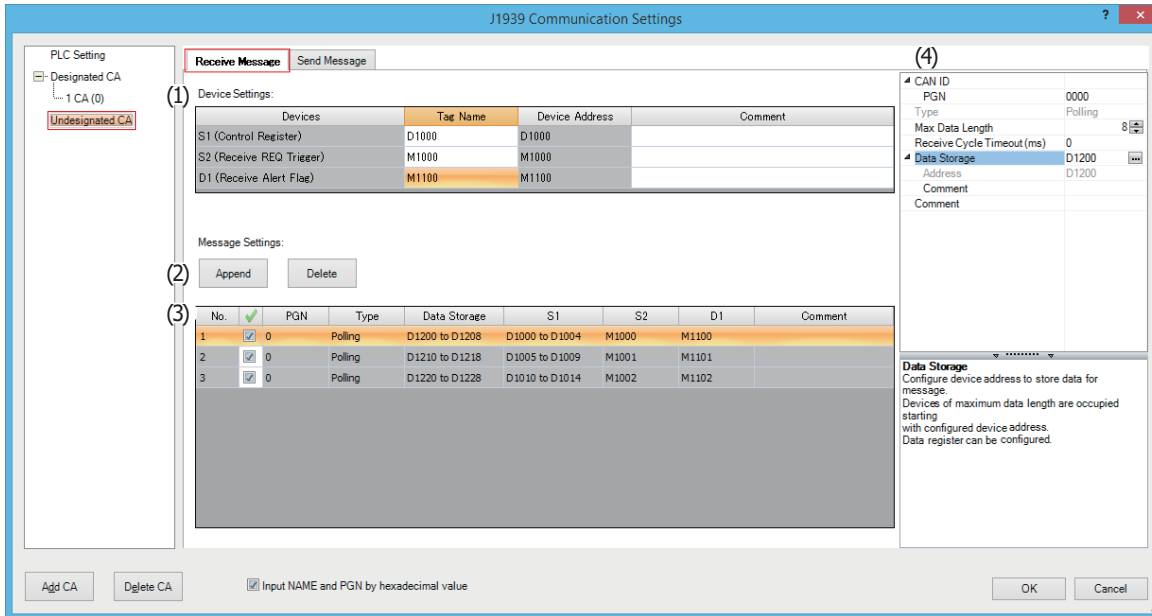 J1939 Communication Settings ? ×
PLC Setting
Designated CA
1 CA (0)
Undesignated CA
Receive Message Send Message
(1) Device Settings:
Devices Tag Name Device Address Comment
S1 (Control Register) D1000 D1000
S2 (Receive REQ Trigger) M1000 M1000
D1 (Receive Alert Flag) M1100 M1100
Message Settings:
(2) Append Delete
(3) No. PGN Type Data Storage S1 S2 D1 Comment
1 0 Polling D1200 to D1208 D1000 to D1004 M1000 M1100
2 0 Polling D1210 to D1218 D1005 to D1009 M1001 M1101
3 0 Polling D1220 to D1228 D1010 to D1014 M1002 M1102
(4)
CAN ID
PGN 0000
Type Polling
Max Data Length 8
Receive Cycle Timeout (ms) 0
Data Storage D1200 ...
Address D1200
Comment
Comment
Data Storage
Configure device address to store data for
message.
Devices of maximum data length are occupied
starting
with configured device address.
Data register can be configured.
Add CA Delete CA Input NAME and PGN by hexadecimal value OK Cancel